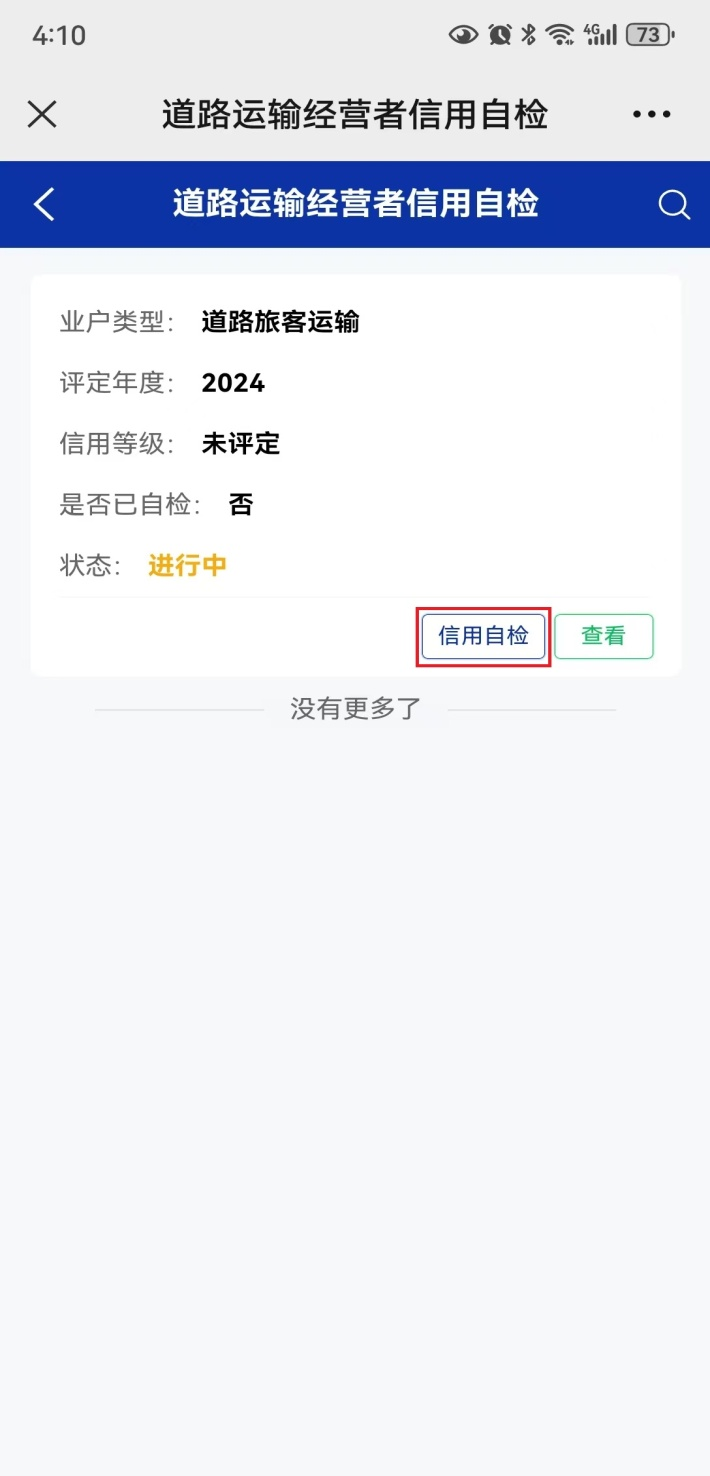 4:10
4G
73
道路运输经营者信用自检
道路运输经营者信用自检
业户类型： 道路旅客运输
评定年度： 2024
信用等级： 未评定
是否已自检： 否
状态： 进行中
信用自检 查看
没有更多了